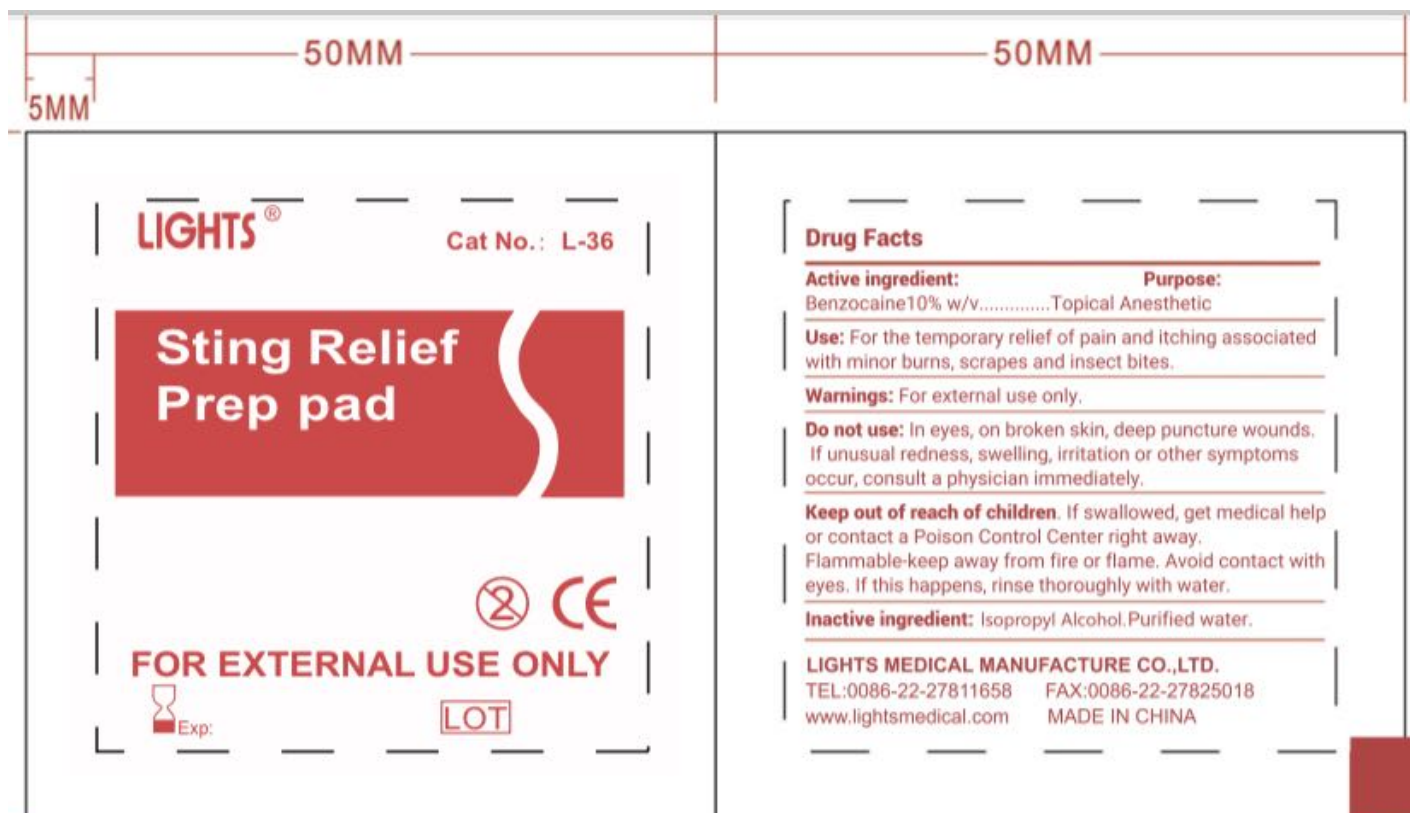 50MM
50MM
5MM
LIGHTS®
Cat No.: L-36
Sting Relief
Prep pad
2
CE
FOR EXTERNAL USE ONLY
Exp:
LOT
Drug Facts
Active ingredient: Purpose:
Benzocaine10% w/v..............Topical Anesthetic
Use: For the temporary relief of pain and itching associated
with minor burns, scrapes and insect bites.
Warnings: For external use only.
Do not use: In eyes, on broken skin, deep puncture wounds.
If unusual redness, swelling, irritation or other symptoms
occur, consult a physician immediately.
Keep out of reach of children. If swallowed, get medical help
or contact a Poison Control Center right away.
Flammable-keep away from fire or flame. Avoid contact with
eyes. If this happens, rinse thoroughly with water.
Inactive ingredient: Isopropyl Alcohol.Purified water.
LIGHTS MEDICAL MANUFACTURE CO.,LTD.
TEL:0086-22-27811658 FAX:0086-22-27825018
www.lightsmedical.com MADE IN CHINA